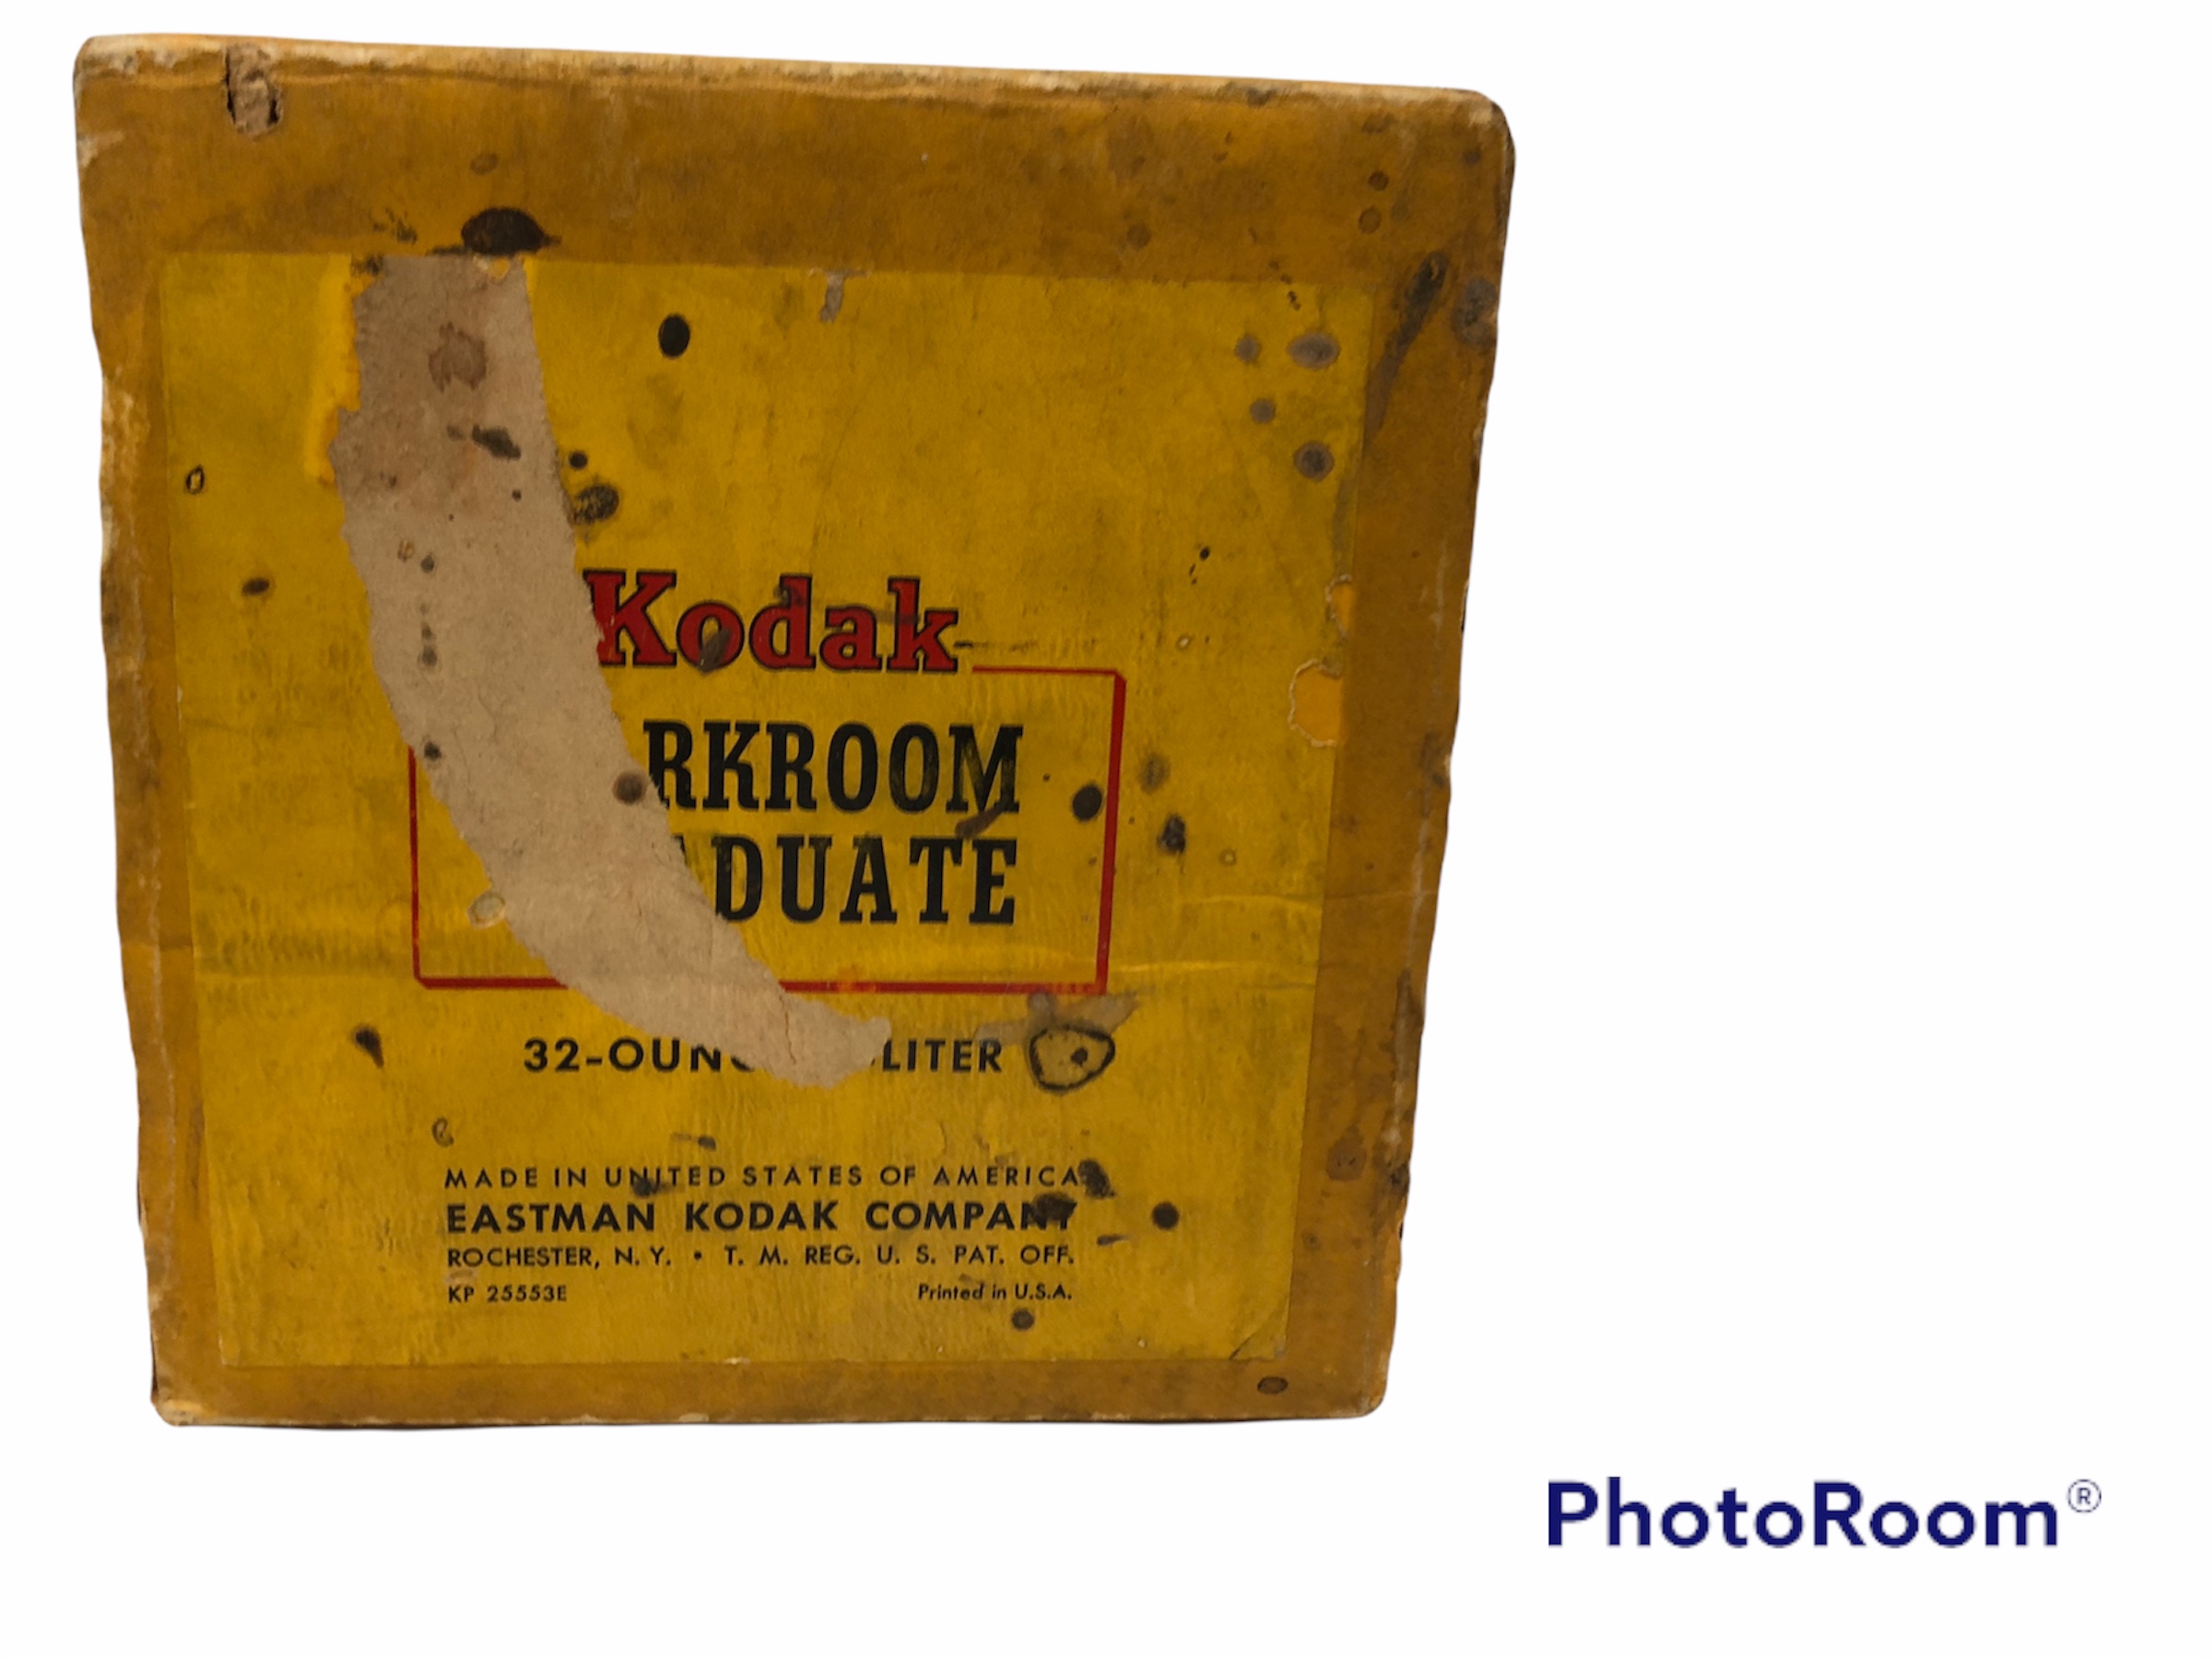 Kodak
RKROOM
DUATE
32-OUN LITER
MADE IN UNITED STATES OF AMERICA
EASTMAN KODAK COMPANY
ROCHESTER, N. Y. • T. M. REG. U. S. PAT. OFF.
KP 25553E Printed in U.S.A.
PhotoRoom®